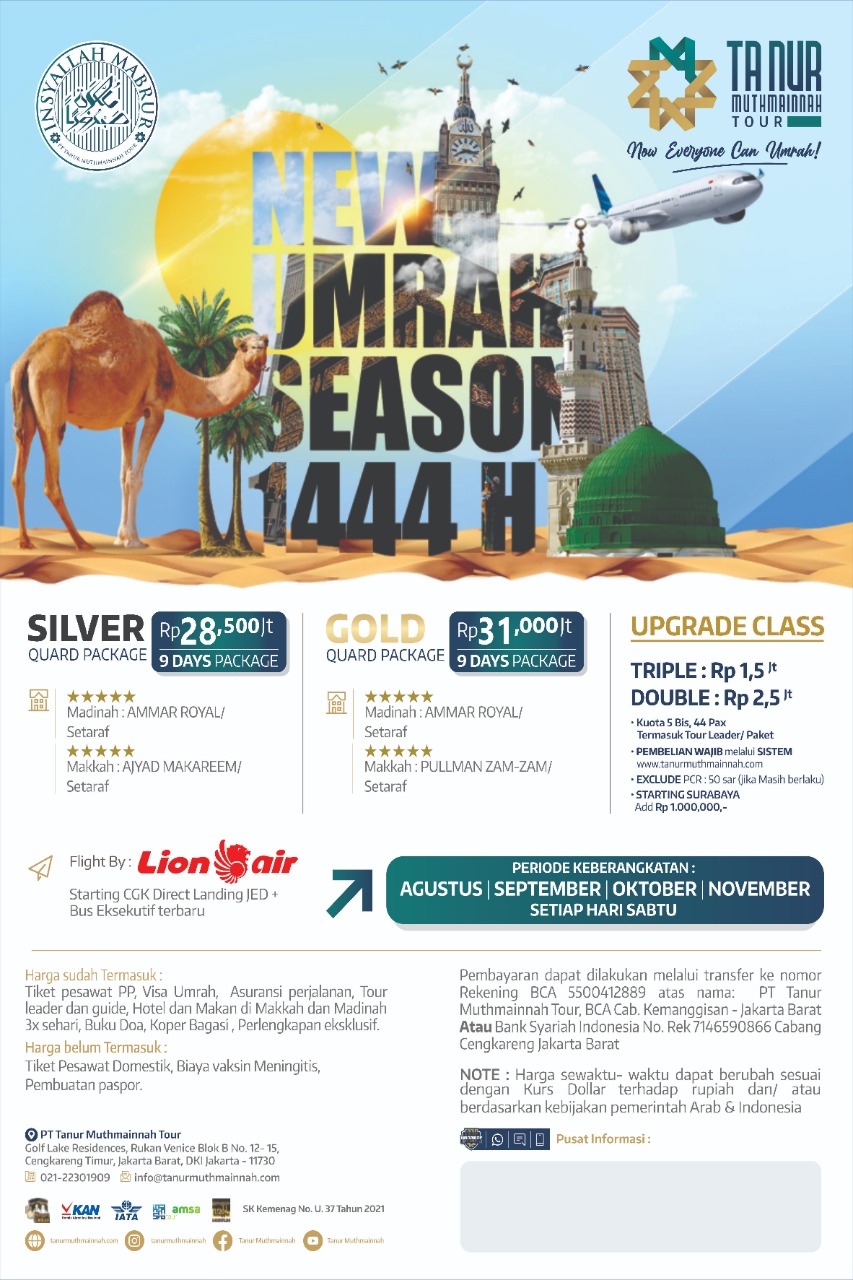 INSYALLAH MABRUR
PT TANUR MUTHMAINNAH TOUR
TANUR
MUTHMAINNAH
TOUR
Now Everyone Can Umrah!
NEW
UMRAH
SEASON
1444 H
SILVER
QUARD PACKAGE
Rp28,500Jt
9 DAYS PACKAGE
★★★★★
Madinah : AMMAR ROYAL/
Setaraf
★★★★★
Makkah : AJYAD MAKAREEM/
Setaraf
GOLD
QUARD PACKAGE
Rp31,000Jt
9 DAYS PACKAGE
★★★★★
Madinah : AMMAR ROYAL/
Setaraf
★★★★★
Makkah : PULLMAN ZAM-ZAM/
Setaraf
UPGRADE CLASS
TRIPLE : Rp 1,5 Jt
DOUBLE : Rp 2,5 Jt
• Kuota 5 Bis, 44 Pax
Termasuk Tour Leader/ Paket
• PEMBELIAN WAJIB melalui SISTEM
www.tanurmuthmainnah.com
• EXCLUDE PCR : 50 sar (jika Masih berlaku)
• STARTING SURABAYA
Add Rp 1.000,000,-
Flight By : Lion air
Starting CGK Direct Landing JED +
Bus Eksekutif terbaru
PERIODE KEBERANGKATAN :
AGUSTUS | SEPTEMBER | OKTOBER | NOVEMBER
SETIAP HARI SABTU
Harga sudah Termasuk :
Tiket pesawat PP, Visa Umrah, Asuransi perjalanan, Tour
leader dan guide, Hotel dan Makan di Makkah dan Madinah
3x sehari, Buku Doa, Koper Bagasi , Perlengkapan eksklusif.
Harga belum Termasuk :
Tiket Pesawat Domestik, Biaya vaksin Meningitis,
Pembuatan paspor.
Pembayaran dapat dilakukan melalui transfer ke nomor
Rekening BCA 5500412889 atas nama: PT Tanur
Muthmainnah Tour, BCA Cab. Kemanggisan - Jakarta Barat
Atau Bank Syariah Indonesia No. Rek 7146590866 Cabang
Cengkareng Jakarta Barat
NOTE : Harga sewaktu- waktu dapat berubah sesuai
dengan Kurs Dollar terhadap rupiah dan/ atau
berdasarkan kebijakan pemerintah Arab & Indonesia
Pusat Informasi :
PT Tanur Muthmainnah Tour
Golf Lake Residences, Rukan Venice Blok B No. 12- 15,
Cengkareng Timur, Jakarta Barat, DKI Jakarta - 11730
021-22301909 info@tanurmuthmainnah.com
KAN IATA amsa SK Kemenag No. U. 37 Tahun 2021
tanurmuthmainnah.com tanurmuthmainnah Tanur Muthmainnah Tanur Muthmainnah